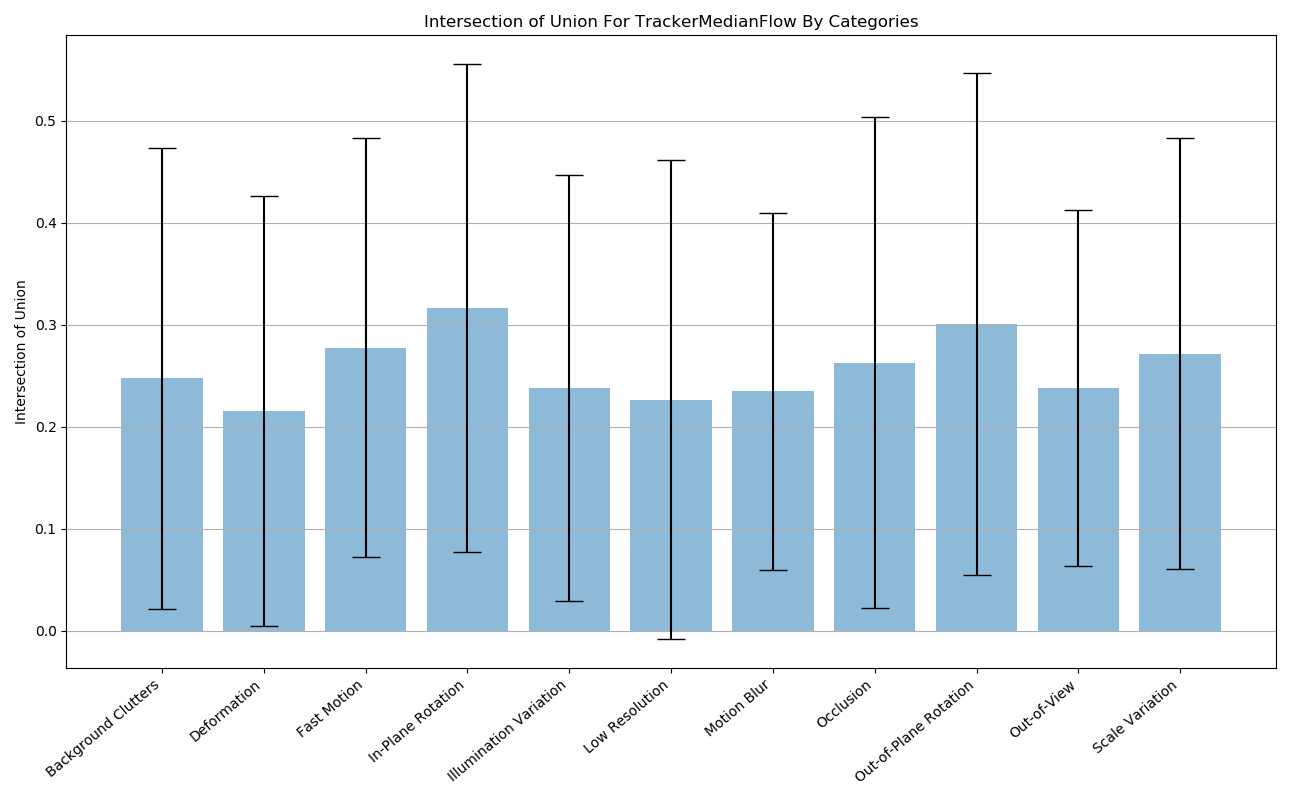 Intersection of Union For TrackerMedianFlow By Categories
Intersection of Union
0.5
0.4
0.3
0.2
0.1
0.0
Background Clutters
Deformation
Fast Motion
In-Plane Rotation
Illumination Variation
Low Resolution
Motion Blur
Occlusion
Out-of-Plane Rotation
Out-of-View
Scale Variation